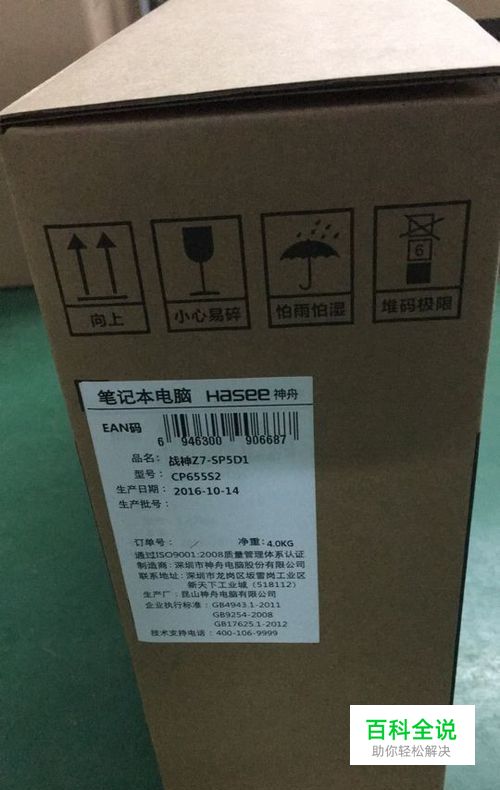 向上
小心易碎
怕雨怕湿
6
堆码极限
笔记本电脑 Hasee 神舟
EAN码
6 946300 906687
品名: 战神Z7-SP5D1
型号: CP655S2
生产日期: 2016-10-14
生产批号:
订单号: / 净重: 4.0KG
通过ISO9001:2008质量管理体系认证
制造商: 深圳市神舟电脑股份有限公司
联系地址: 深圳市龙岗区坂雪岗工业区
新天下工业城 (518112)
生产厂: 昆山神舟电脑有限公司
企业执行标准: GB4943.1-2011
GB9254-2008
GB17625.1-2012
技术支持电话: 400-106-9999
百科全说
助你轻松解决